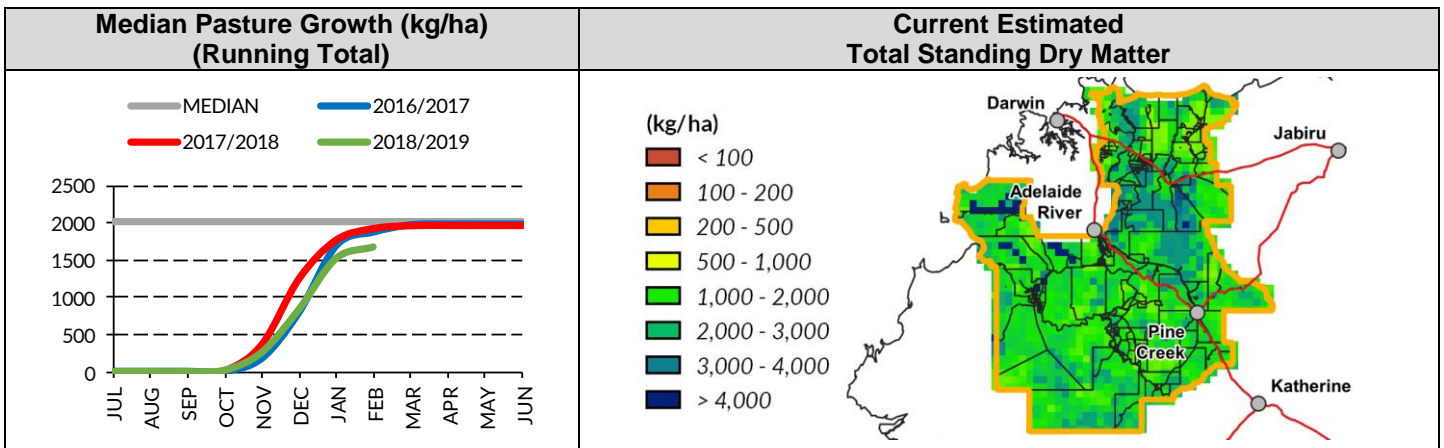 Median Pasture Growth (kg/ha)
(Running Total)
Current Estimated
Total Standing Dry Matter
MEDIAN
2016/2017
2017/2018
2018/2019
2500
2000
1500
1000
500
0
JUL
AUG
SEP
OCT
NOV
DEC
JAN
FEB
MAR
APR
MAY
JUN
(kg/ha)
< 100
100 - 200
200 - 500
500 - 1,000
1,000 - 2,000
2,000 - 3,000
3,000 - 4,000
> 4,000
Darwin
Jabiru
Adelaide
River
Pine
Creek
Katherine